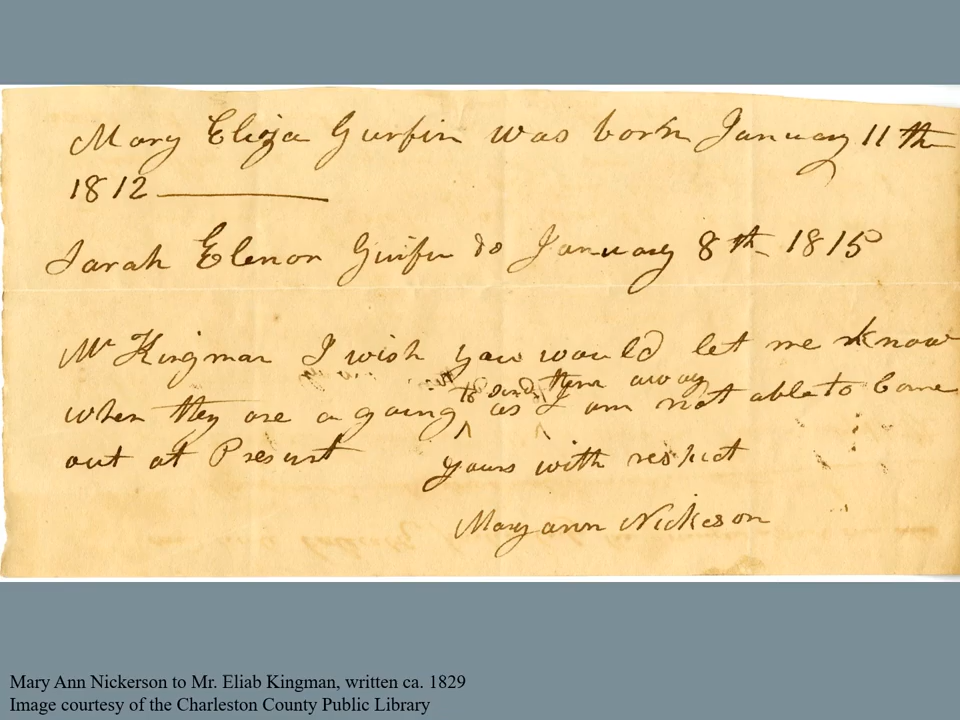 Mary Eliza Gurfin was born January 11th
1812
Sarah Elenor Guifin do January 8th 1815
Mr Kingman I wish you would let me know
to send them away
when they are a going ^ as ^ I am not able to Come
out at Present yours with respect
Mary ann Nickeson
Mary Ann Nickerson to Mr. Eliab Kingman, written ca. 1829
Image courtesy of the Charleston County Public Library